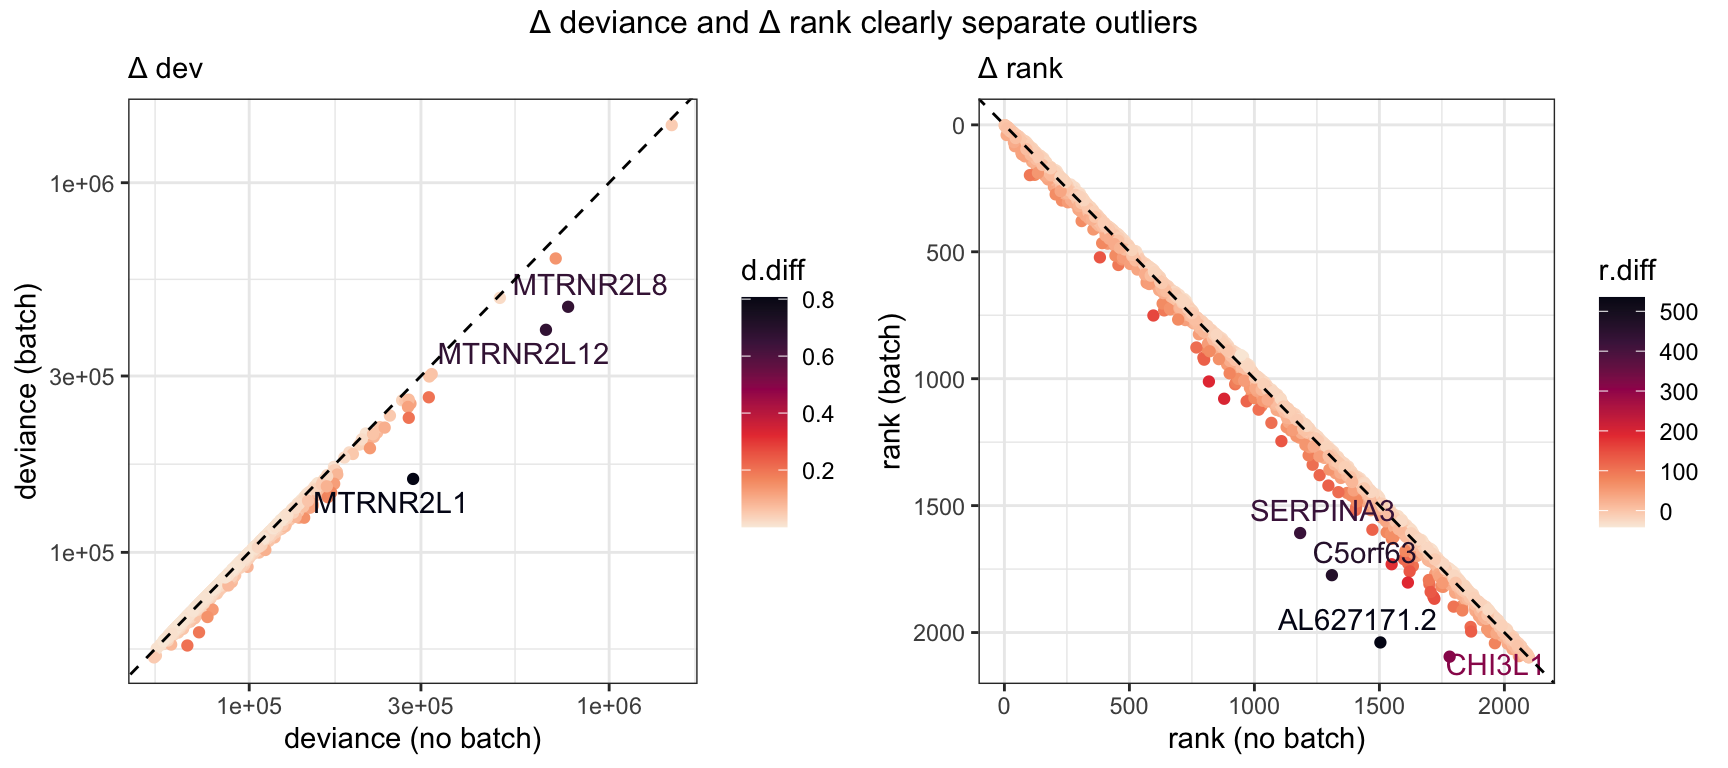 Δ deviance and Δ rank clearly separate outliers
Δ dev
1e+06
3e+05
1e+05
deviance (batch)
MTRNR2L8
MTRNR2L12
MTRNR2L1
1e+05 3e+05 1e+06
deviance (no batch)
d.diff
0.8
0.6
0.4
0.2
Δ rank
0
500
1000
1500
2000
rank (batch)
SERPINA3
C5orf63
AL627171.2
CHI3L1
0 500 1000 1500 2000
rank (no batch)
r.diff
500
400
300
200
100
0